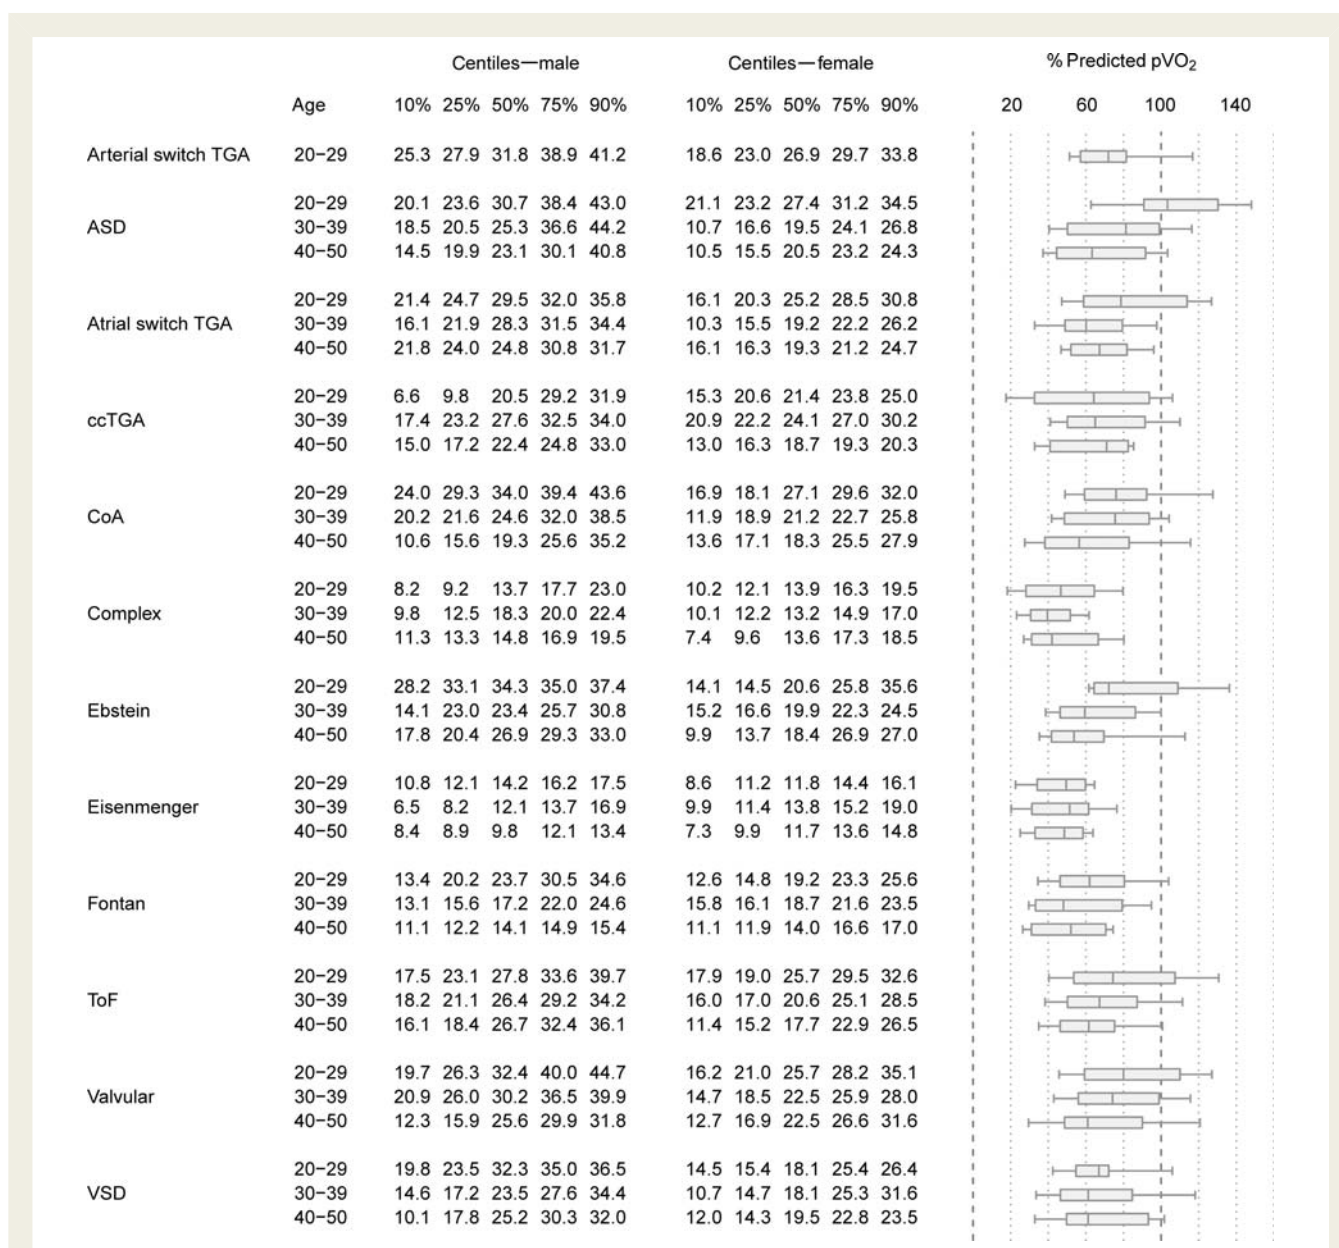 Centiles—male Centiles—female % Predicted pVO₂
Age 10% 25% 50% 75% 90% 10% 25% 50% 75% 90% 20 60 100 140
Arterial switch TGA 20–29 25.3 27.9 31.8 38.9 41.2 18.6 23.0 26.9 29.7 33.8
20–29 20.1 23.6 30.7 38.4 43.0 21.1 23.2 27.4 31.2 34.5
ASD 30–39 18.5 20.5 25.3 36.6 44.2 10.7 16.6 19.5 24.1 26.8
40–50 14.5 19.9 23.1 30.1 40.8 10.5 15.5 20.5 23.2 24.3
20–29 21.4 24.7 29.5 32.0 35.8 16.1 20.3 25.2 28.5 30.8
Atrial switch TGA 30–39 16.1 21.9 28.3 31.5 34.4 10.3 15.5 19.2 22.2 26.2
40–50 21.8 24.0 24.8 30.8 31.7 16.1 16.3 19.3 21.2 24.7
20–29 6.6 9.8 20.5 29.2 31.9 15.3 20.6 21.4 23.8 25.0
ccTGA 30–39 17.4 23.2 27.6 32.5 34.0 20.9 22.2 24.1 27.0 30.2
40–50 15.0 17.2 22.4 24.8 33.0 13.0 16.3 18.7 19.3 20.3
20–29 24.0 29.3 34.0 39.4 43.6 16.9 18.1 27.1 29.6 32.0
CoA 30–39 20.2 21.6 24.6 32.0 38.5 11.9 18.9 21.2 22.7 25.8
40–50 10.6 15.6 19.3 25.6 35.2 13.6 17.1 18.3 25.5 27.9
20–29 8.2 9.2 13.7 17.7 23.0 10.2 12.1 13.9 16.3 19.5
Complex 30–39 9.8 12.5 18.3 20.0 22.4 10.1 12.2 13.2 14.9 17.0
40–50 11.3 13.3 14.8 16.9 19.5 7.4 9.6 13.6 17.3 18.5
20–29 28.2 33.1 34.3 35.0 37.4 14.1 14.5 20.6 25.8 35.6
Ebstein 30–39 14.1 23.0 23.4 25.7 30.8 15.2 16.6 19.9 22.3 24.5
40–50 17.8 20.4 26.9 29.3 33.0 9.9 13.7 18.4 26.9 27.0
20–29 10.8 12.1 14.2 16.2 17.5 8.6 11.2 11.8 14.4 16.1
Eisenmenger 30–39 6.5 8.2 12.1 13.7 16.9 9.9 11.4 13.8 15.2 19.0
40–50 8.4 8.9 9.8 12.1 13.4 7.3 9.9 11.7 13.6 14.8
20–29 13.4 20.2 23.7 30.5 34.6 12.6 14.8 19.2 23.3 25.6
Fontan 30–39 13.1 15.6 17.2 22.0 24.6 15.8 16.1 18.7 21.6 23.5
40–50 11.1 12.2 14.1 14.9 15.4 11.1 11.9 14.0 16.6 17.0
20–29 17.5 23.1 27.8 33.6 39.7 17.9 19.0 25.7 29.5 32.6
ToF 30–39 18.2 21.1 26.4 29.2 34.2 16.0 17.0 20.6 25.1 28.5
40–50 16.1 18.4 26.7 32.4 36.1 11.4 15.2 17.7 22.9 26.5
20–29 19.7 26.3 32.4 40.0 44.7 16.2 21.0 25.7 28.2 35.1
Valvular 30–39 20.9 26.0 30.2 36.5 39.9 14.7 18.5 22.5 25.9 28.0
40–50 12.3 15.9 25.6 29.9 31.8 12.7 16.9 22.5 26.6 31.6
20–29 19.8 23.5 32.3 35.0 36.5 14.5 15.4 18.1 25.4 26.4
VSD 30–39 14.6 17.2 23.5 27.6 34.4 10.7 14.7 18.1 25.3 31.6
40–50 10.1 17.8 25.2 30.3 32.0 12.0 14.3 19.5 22.8 23.5